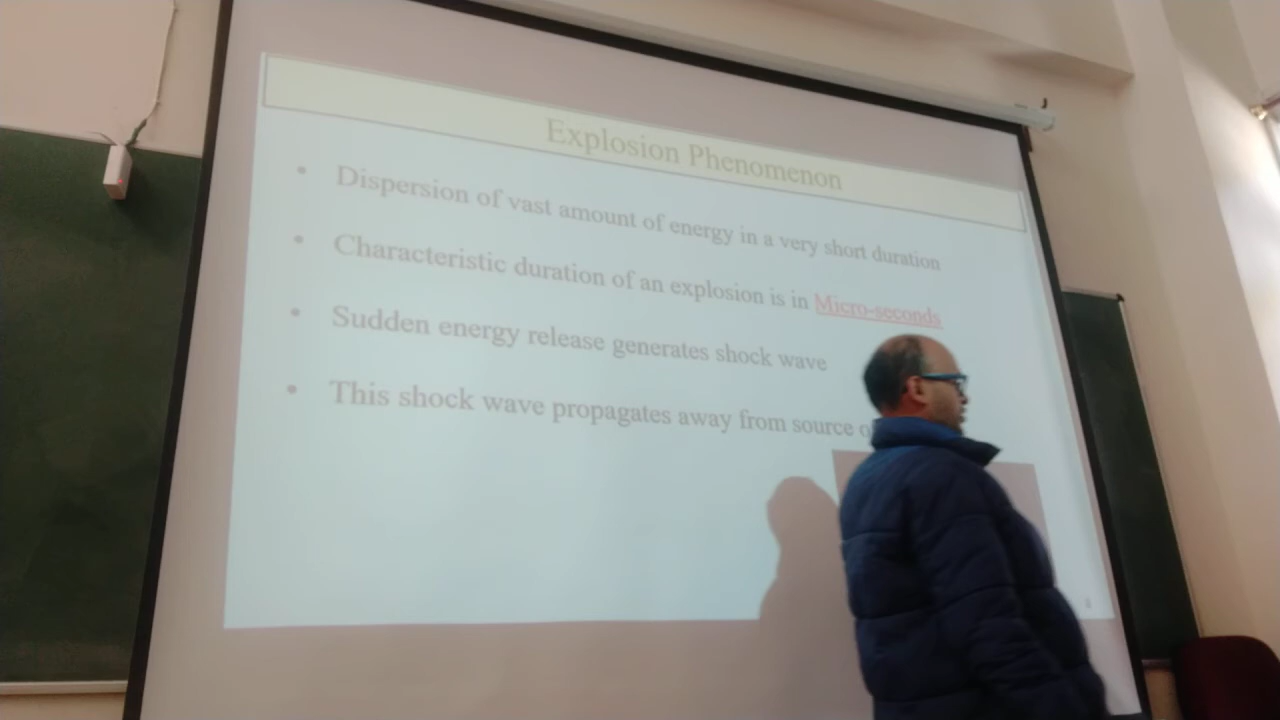 Explosion Phenomenon
• Dispersion of vast amount of energy in a very short duration
• Characteristic duration of an explosion is in Micro-seconds
• Sudden energy release generates shock wave
• This shock wave propagates away from source